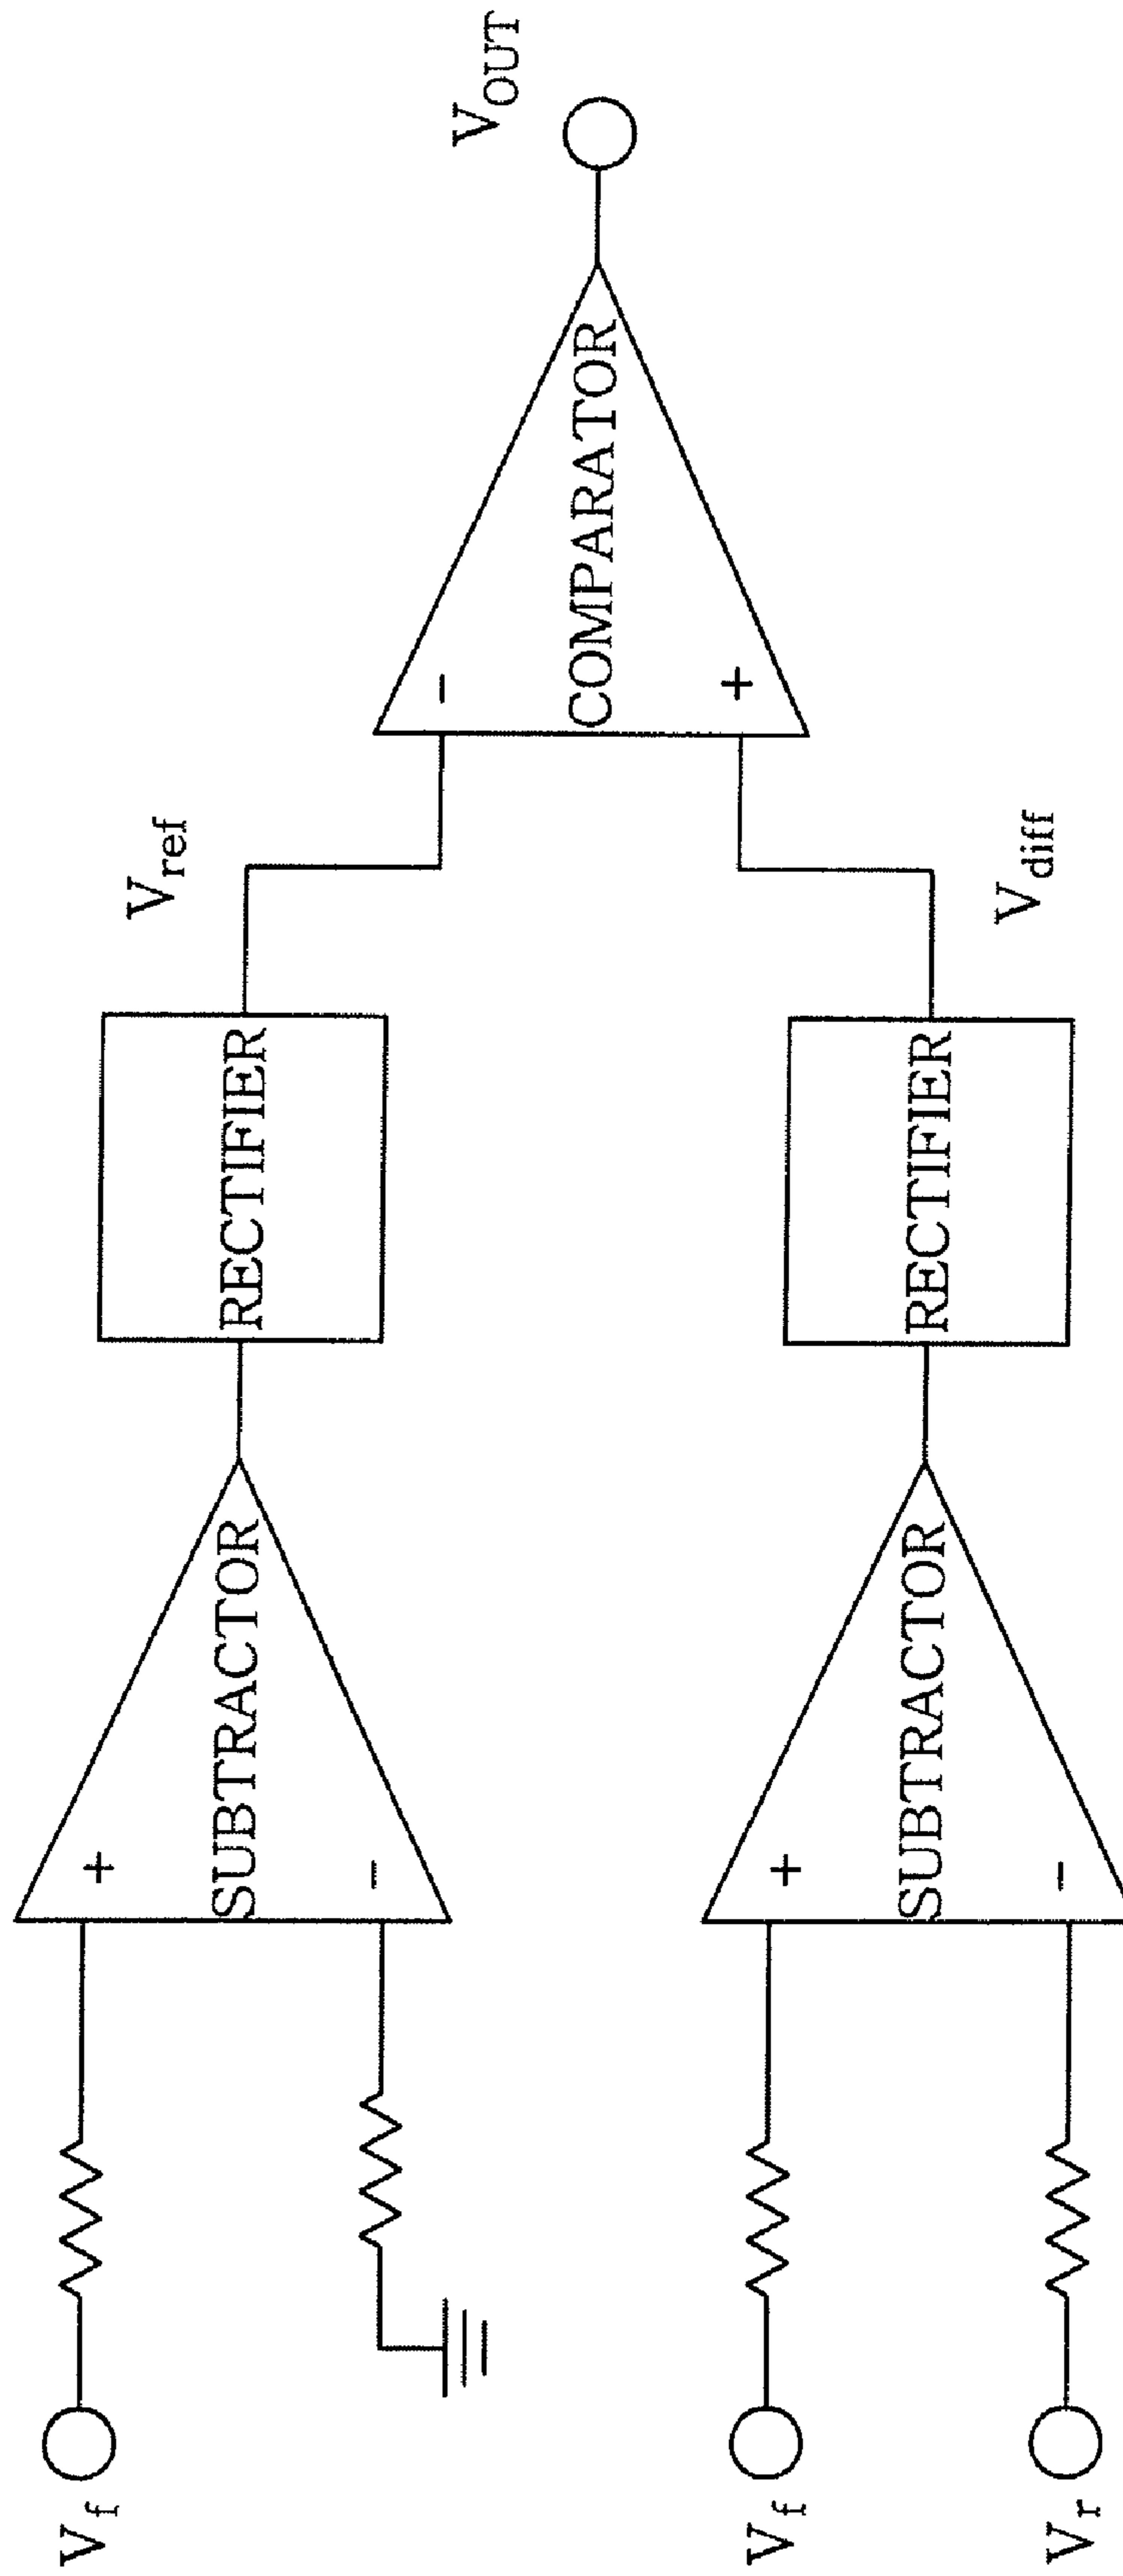 V_f
+
SUBTRACTOR
-
RECTIFIER
V_ref
-
COMPARATOR
+
V_OUT
V_f
+
SUBTRACTOR
-
V_r
RECTIFIER
V_diff